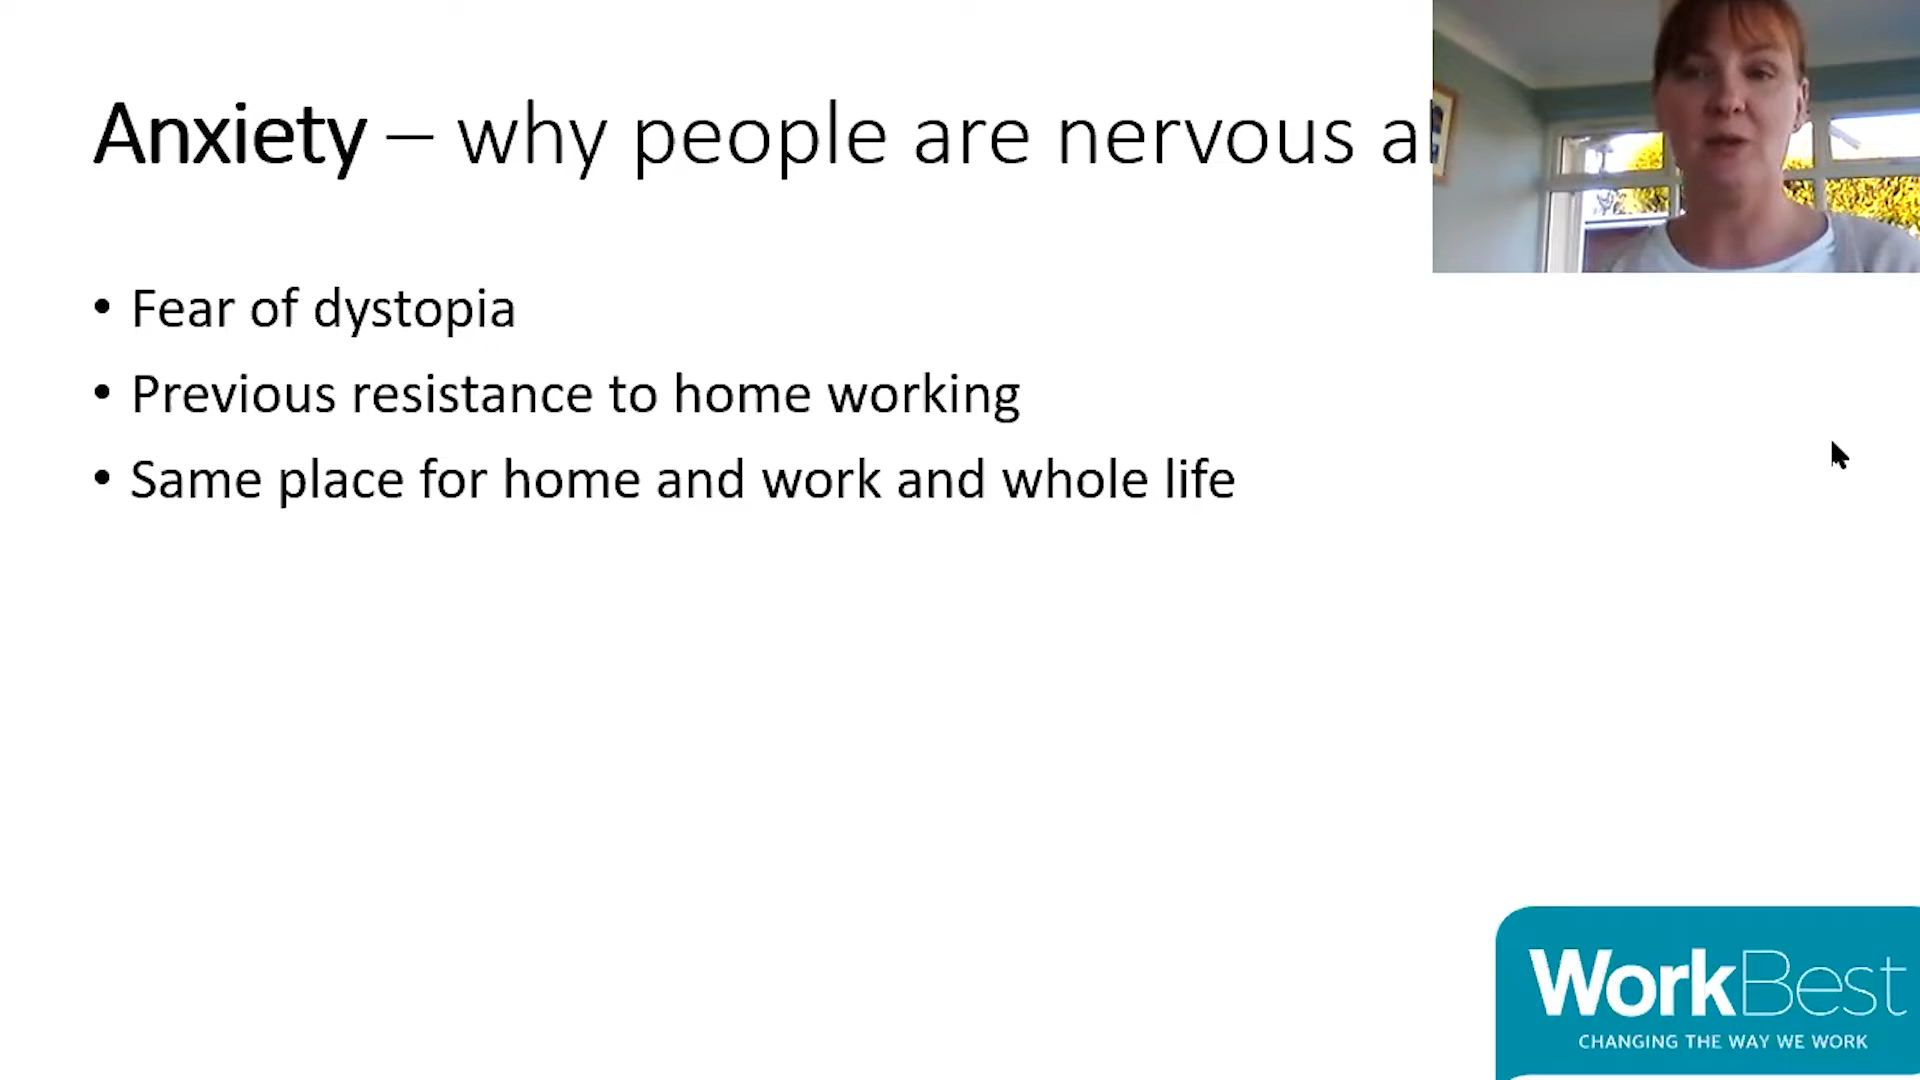 Anxiety – why people are nervous
• Fear of dystopia
• Previous resistance to home working
• Same place for home and work and whole life
WorkBest
CHANGING THE WAY WE WORK